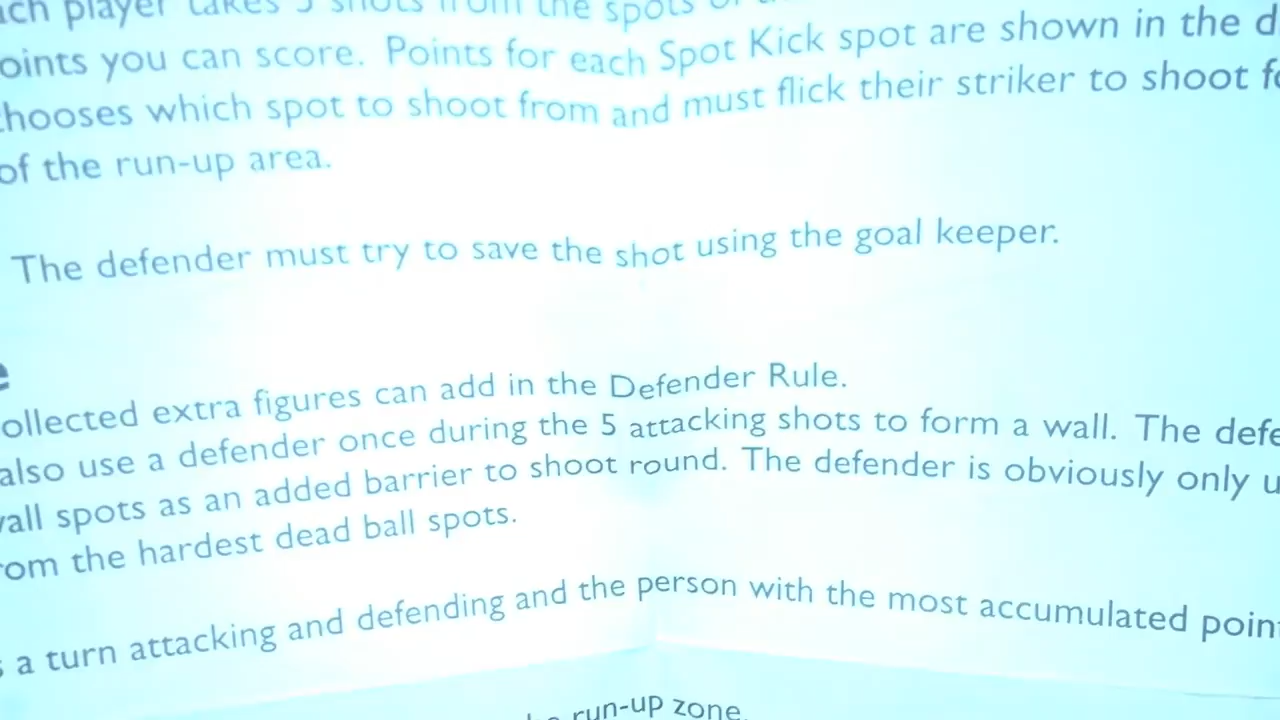 ach player takes 5 shots from the spots of
oints you can score. Points for each Spot Kick spot are shown in the d
hooses which spot to shoot from and must flick their striker to shoot fo
of the run-up area.
The defender must try to save the shot using the goal keeper.
e
ollected extra figures can add in the Defender Rule.
also use a defender once during the 5 attacking shots to form a wall. The defe
wall spots as an added barrier to shoot round. The defender is obviously only u
rom the hardest dead ball spots.
s a turn attacking and defending and the person with the most accumulated point
run-up zone.